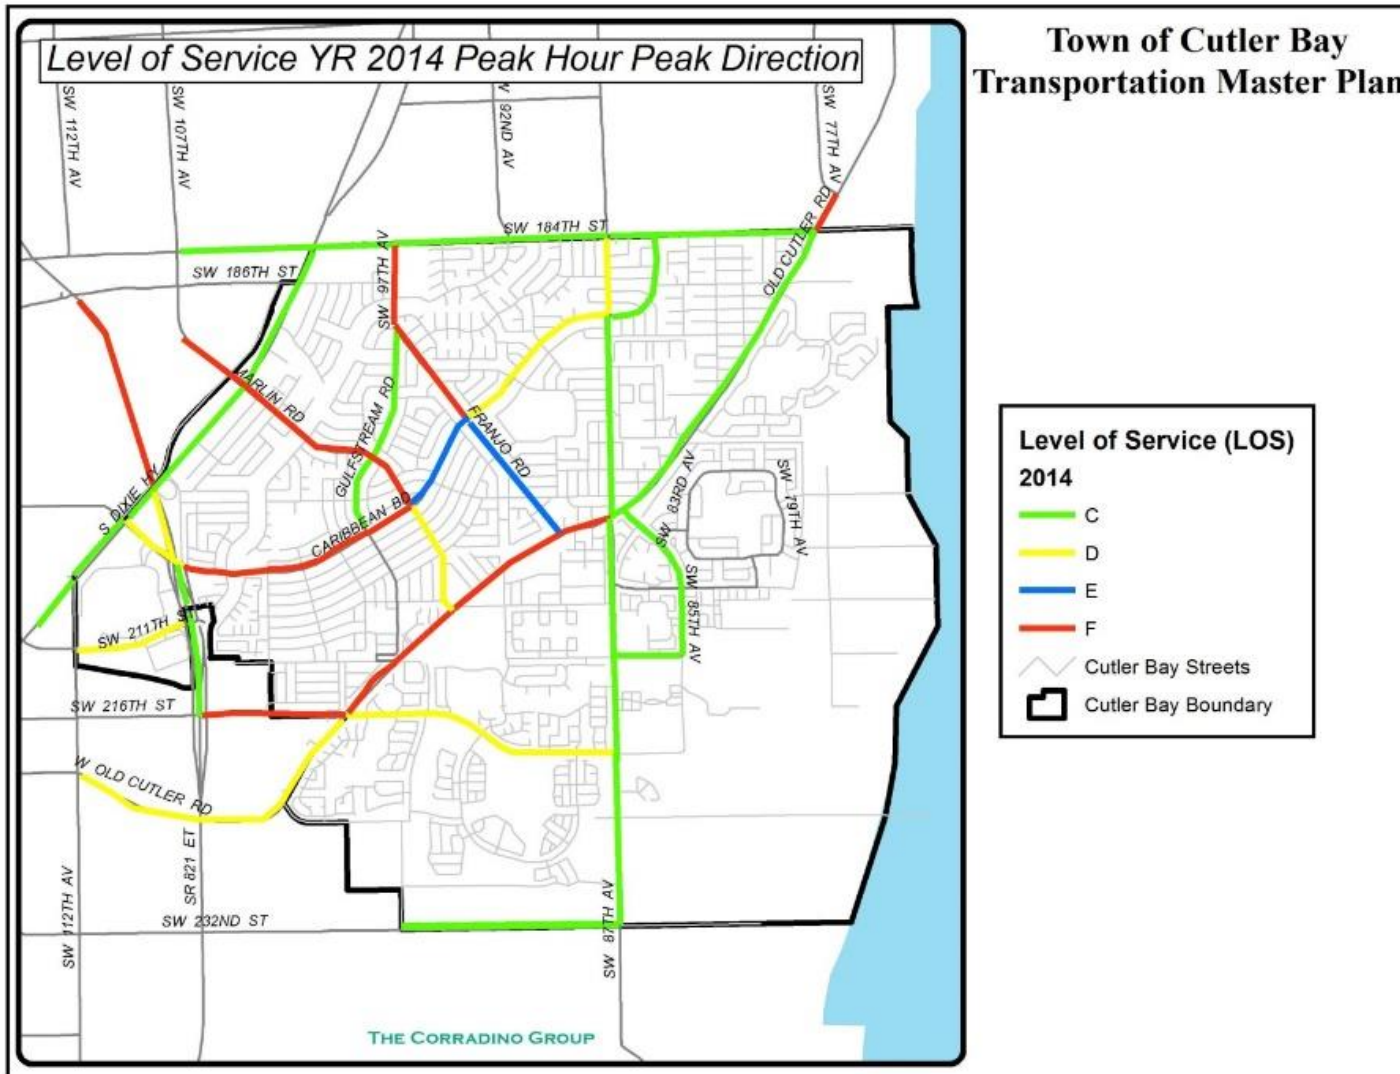 Level of Service YR 2014 Peak Hour Peak Direction
Town of Cutler Bay
Transportation Master Plan
SW 112TH AV
SW 107TH AV
92ND AV
SW 77TH AV
SW 184TH ST
OLD CUTLER RD
SW 97TH AV
SW 186TH ST
MARLIN RD
GULFSTREAM RD
FRANJO RD
S DIXIE HY
CARIBBEAN BD
SW 83RD AV
SW 79TH AV
SW 85TH AV
SW 211TH ST
SW 216TH ST
W OLD CUTLER RD
SR 821 ET
SW 112TH AV
SW 232ND ST
SW 87TH AV
THE CORRADINO GROUP
Level of Service (LOS)
2014
C
D
E
F
Cutler Bay Streets
Cutler Bay Boundary